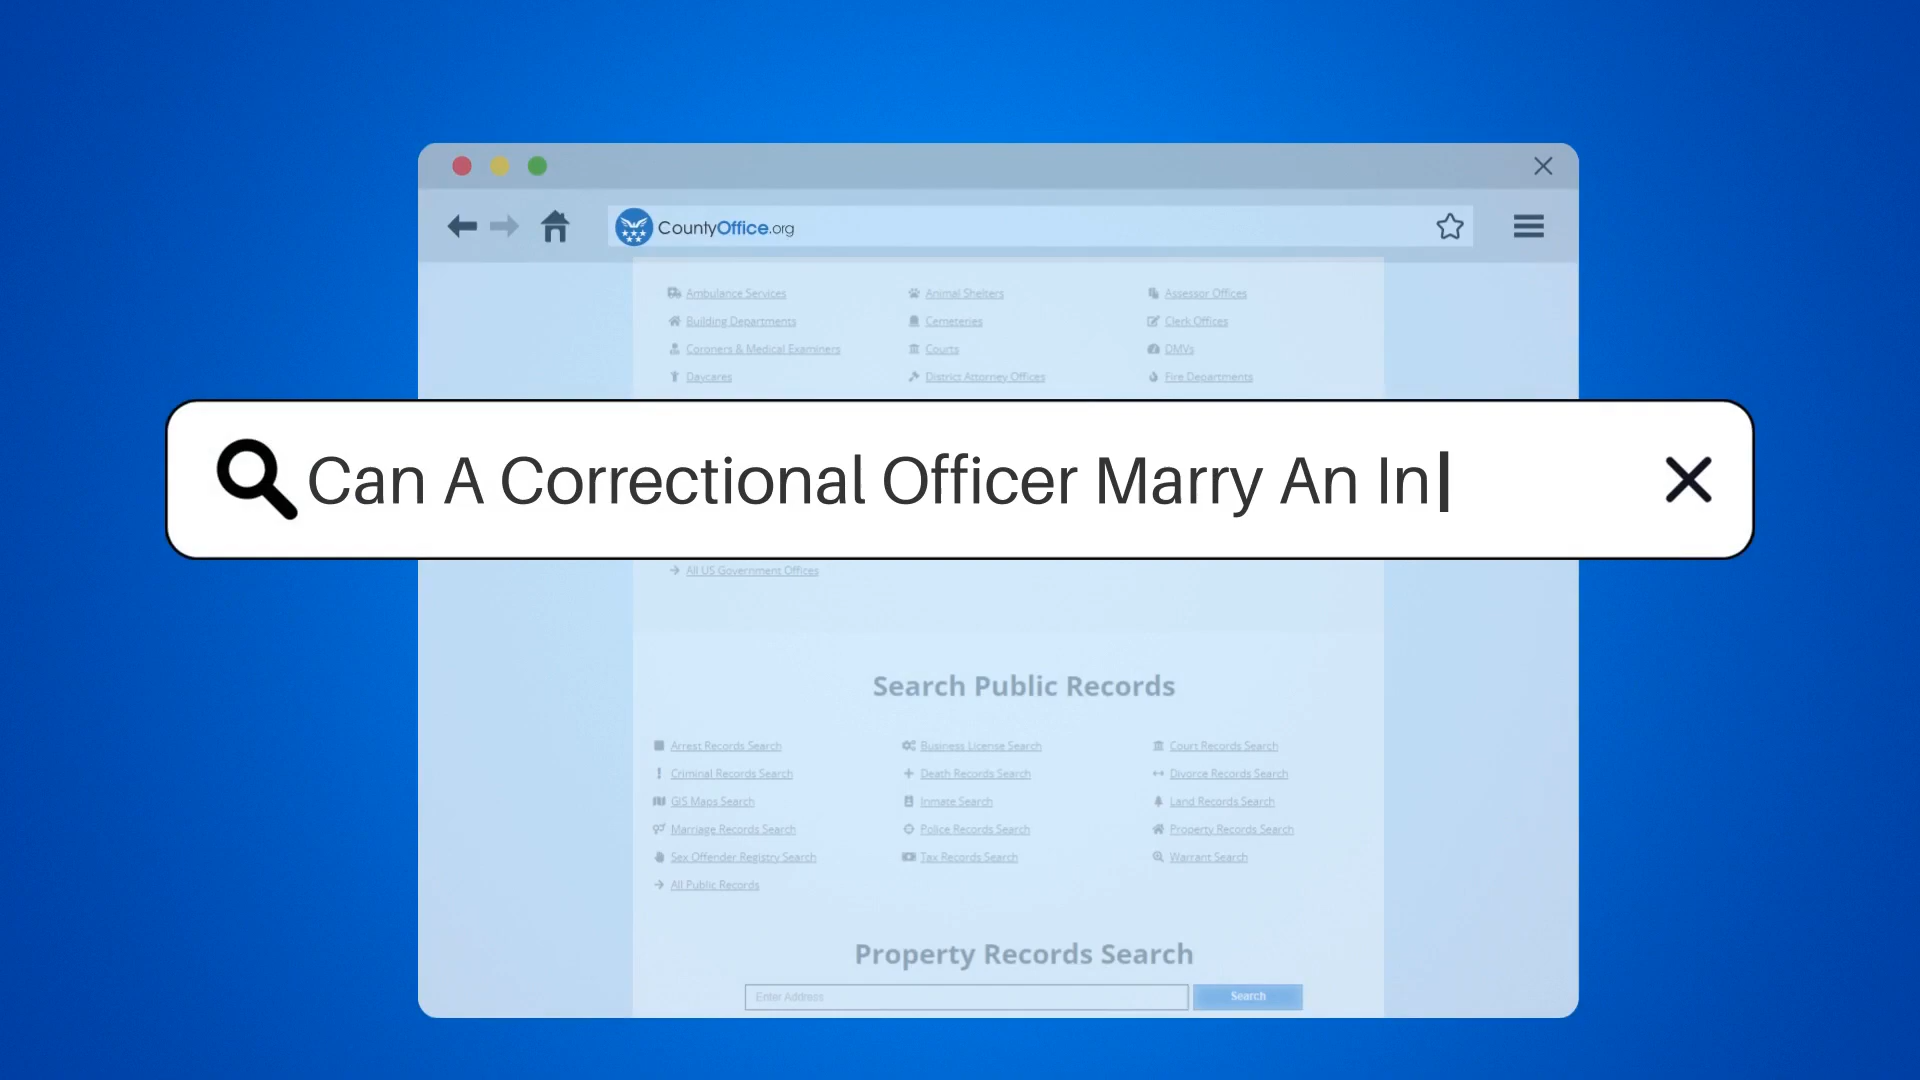 CountyOffice.org
Ambulance Services Animal Shelters Assessor Offices
Building Departments Cemeteries Clerk Offices
Coroners & Medical Examiners Courts DMVs
Daycares District Attorney Offices Fire Departments
Can A Correctional Officer Marry An In
All US Government Offices
Search Public Records
Arrest Records Search Business License Search Court Records Search
Criminal Records Search Death Records Search Divorce Records Search
GIS Maps Search Inmate Search Land Records Search
Marriage Records Search Police Records Search Property Records Search
Sex Offender Registry Search Tax Records Search Warrant Search
All Public Records
Property Records Search
Enter Address Search